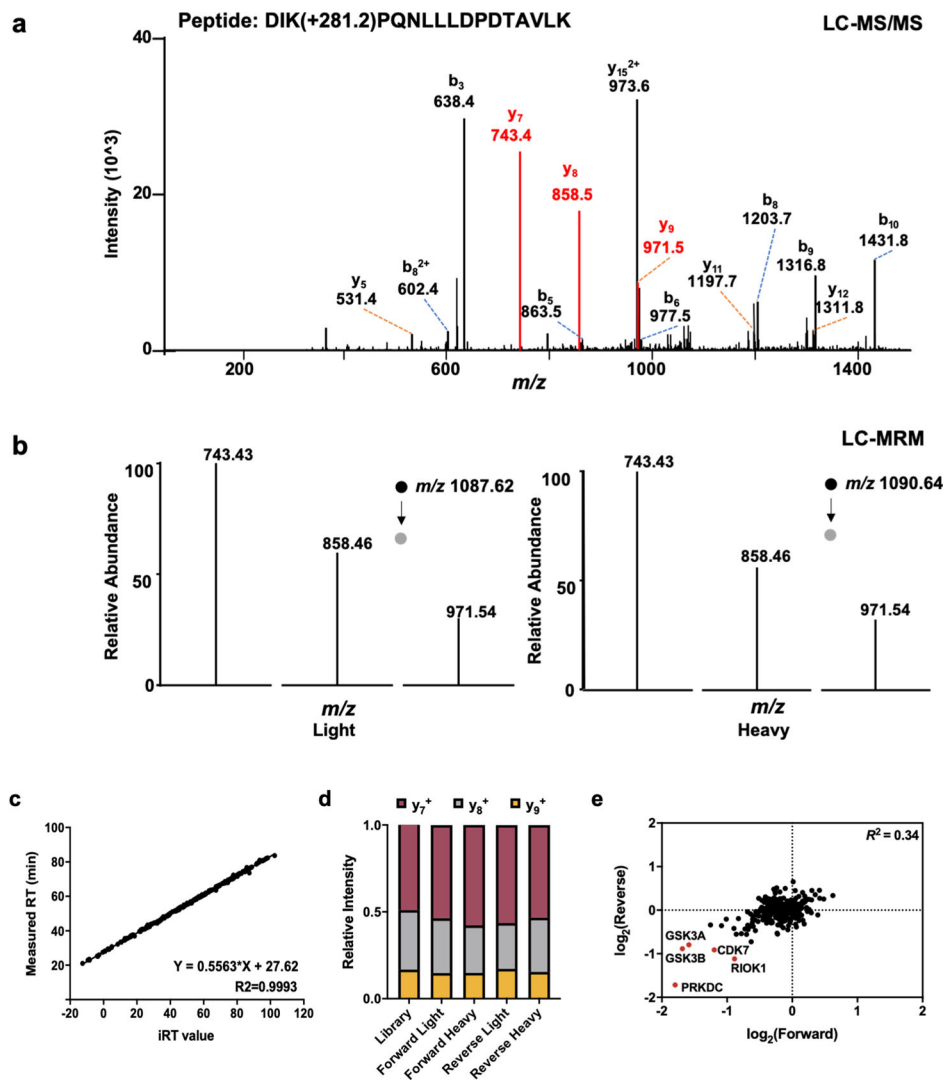 a
Peptide: DIK(+281.2)PQNLLLDPDTAVLK
LC-MS/MS
40
20
0
Intensity (10^3)
y5
531.4
b8 2+
602.4
b3
638.4
y7
743.4
b5
863.5
y8
858.5
y15 2+
973.6
y9
971.5
b6
977.5
y11
1197.7
b8
1203.7
b9
1316.8
y12
1311.8
b10
1431.8
200 600 1000 1400
m/z
b
LC-MRM
Relative Abundance
100
50
0
743.43
858.46
971.54
m/z 1087.62
m/z
Light
Relative Abundance
100
50
0
743.43
858.46
971.54
m/z 1090.64
m/z
Heavy
c
Measured RT (min)
100
80
60
40
20
0
-20 0 20 40 60 80 100 120
Y = 0.5563*X + 27.62
R2=0.9993
iRT value
d
y7+ y8+ y9+
Relative Intensity
1.0
0.5
0.0
Library
Forward Light
Forward Heavy
Reverse Light
Reverse Heavy
e
R² = 0.34
log2(Reverse)
2
1
0
-1
-2
GSK3A
GSK3B
CDK7
RIOK1
PRKDC
-2 -1 0 1 2
log2(Forward)